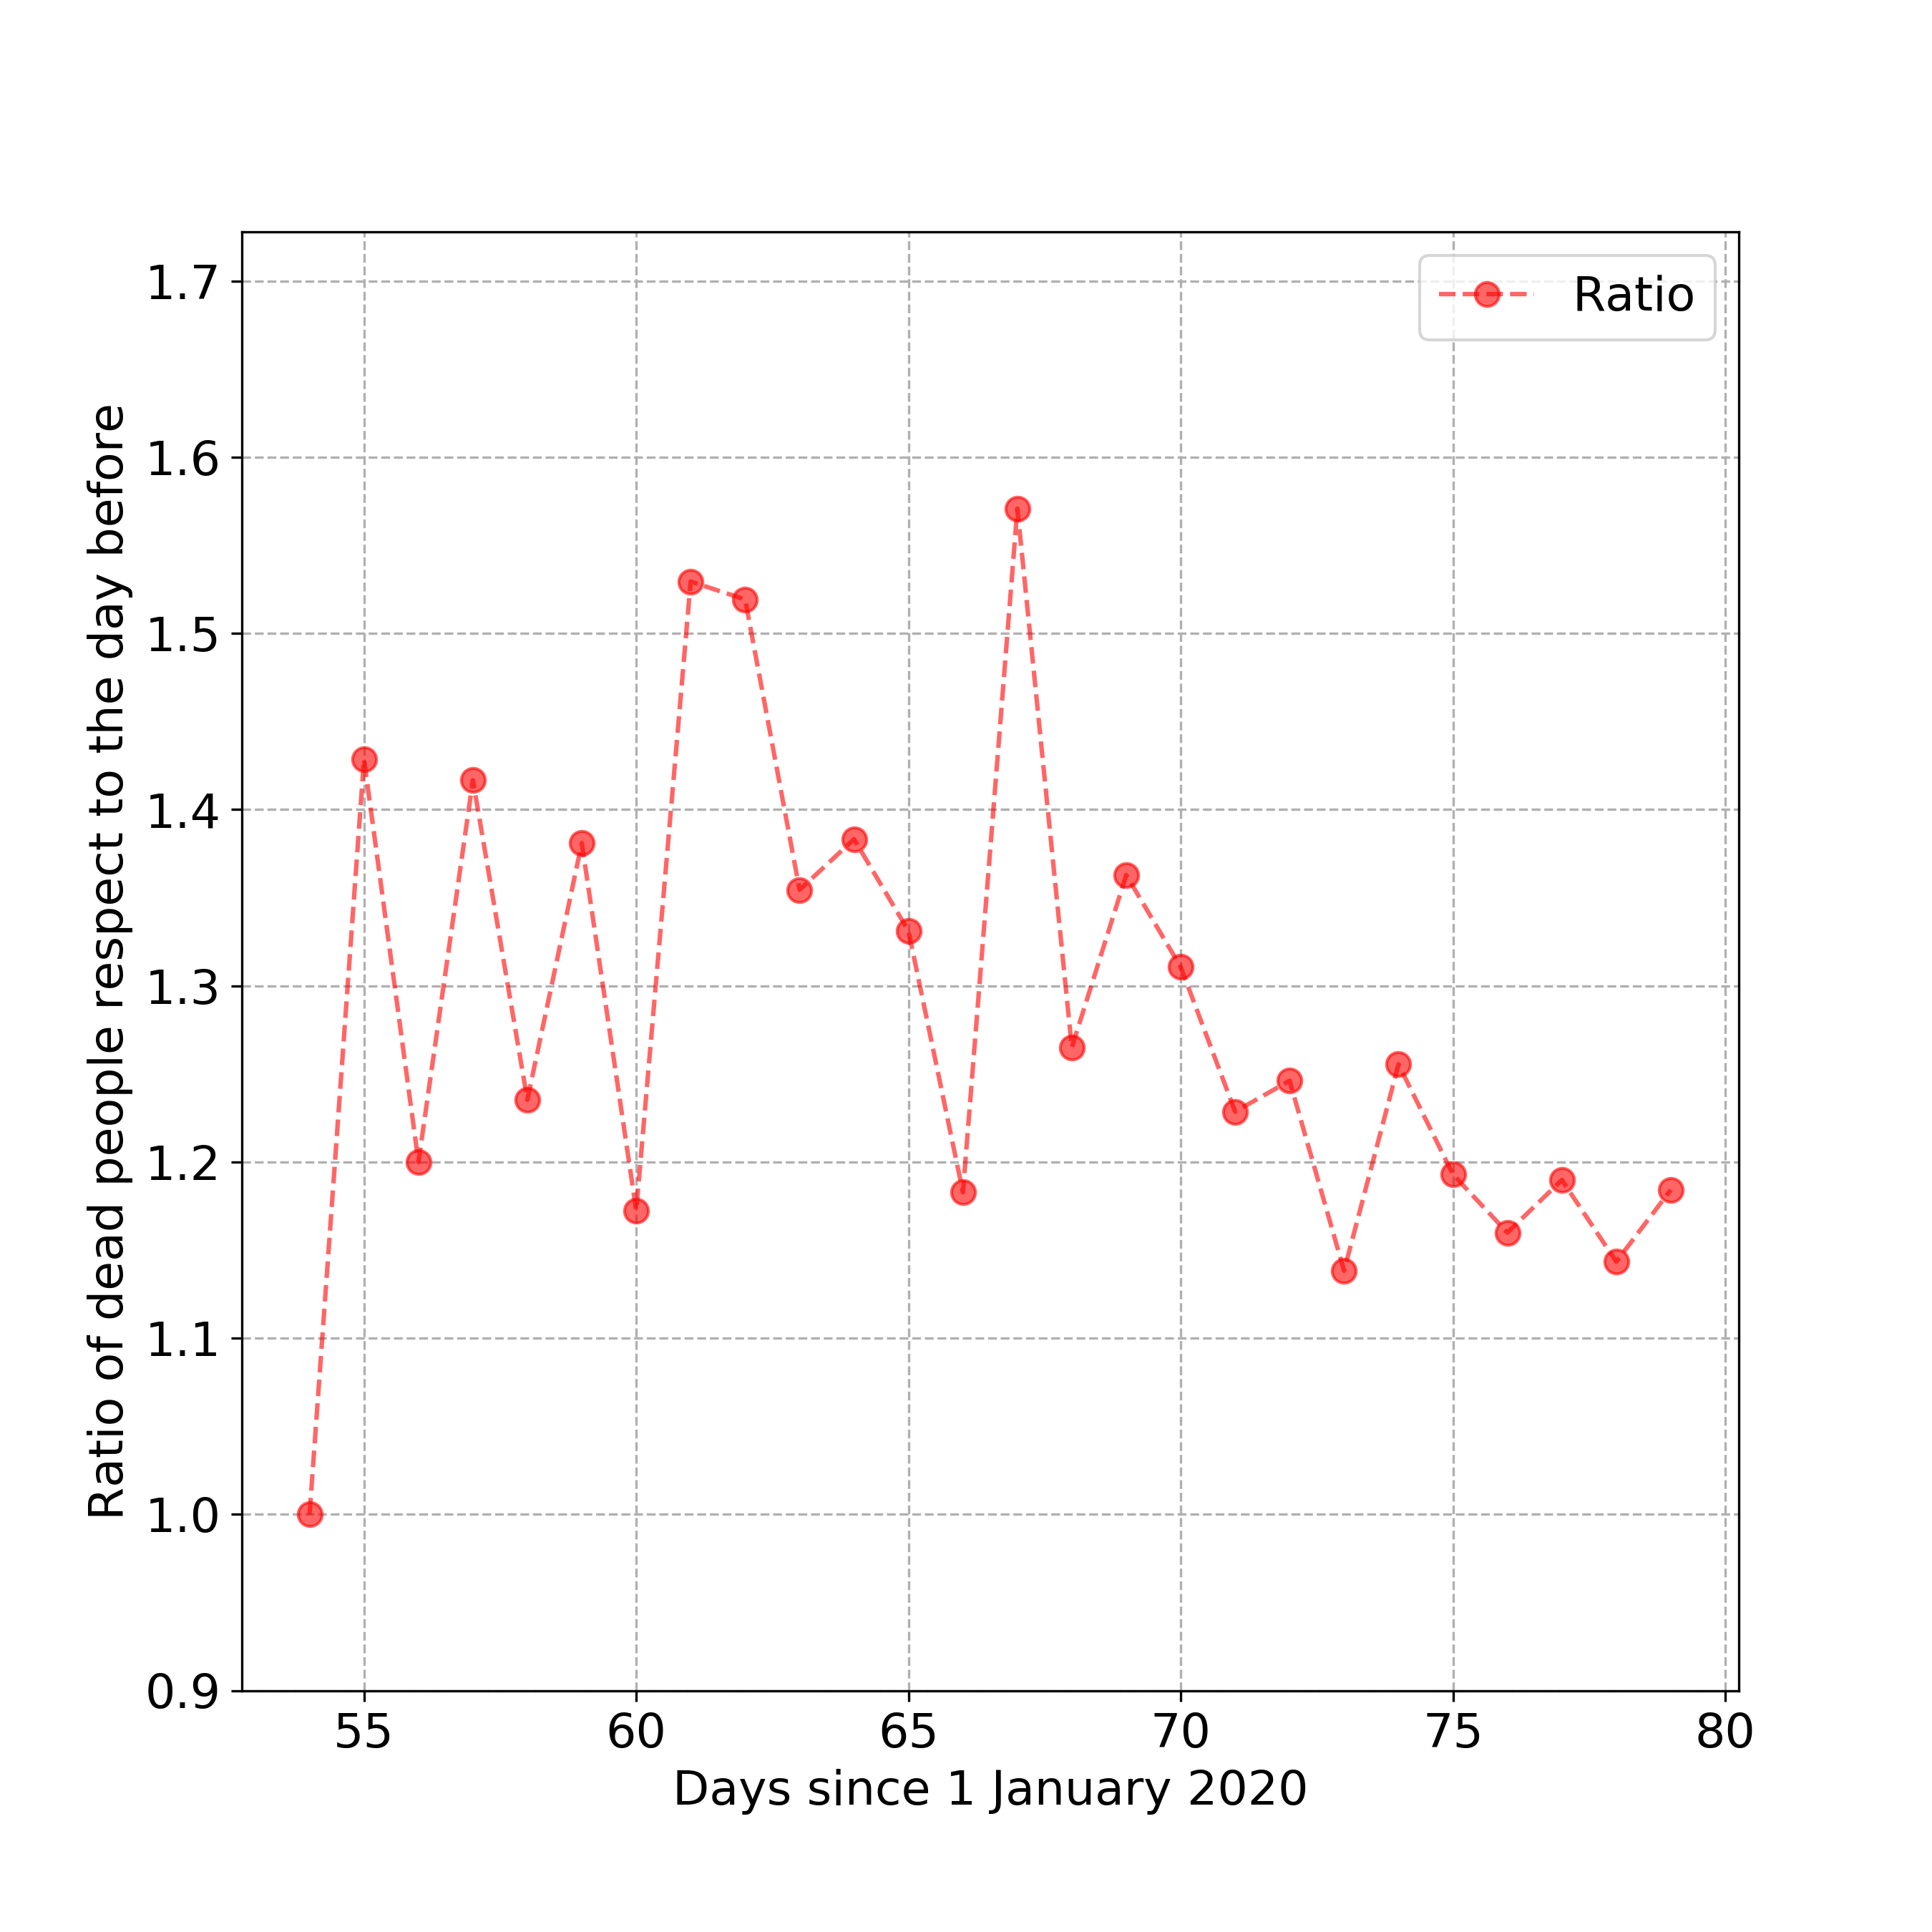 Ratio
Ratio of dead people respect to the day before
1.7
1.6
1.5
1.4
1.3
1.2
1.1
1.0
0.9
55 60 65 70 75 80
Days since 1 January 2020